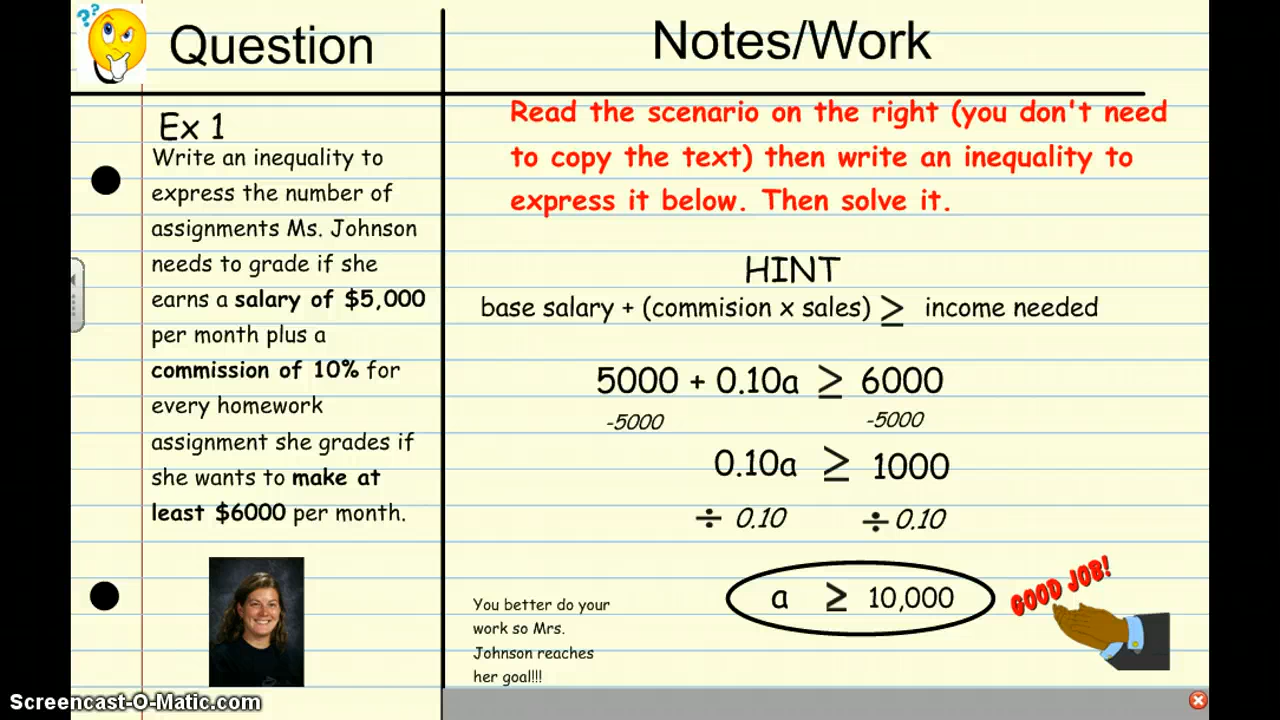 ??
Question
Notes/Work
Ex 1
Write an inequality to
express the number of
assignments Ms. Johnson
needs to grade if she
earns a salary of $5,000
per month plus a
commission of 10% for
every homework
assignment she grades if
she wants to make at
least $6000 per month.
Read the scenario on the right (you don't need
to copy the text) then write an inequality to
express it below. Then solve it.
HINT
base salary + (commision x sales) ≥ income needed
5000 + 0.10a ≥ 6000
-5000 -5000
0.10a ≥ 1000
÷ 0.10 ÷ 0.10
a ≥ 10,000
GOOD JOB!
You better do your
work so Mrs.
Johnson reaches
her goal!!!
Screencast-O-Matic.com